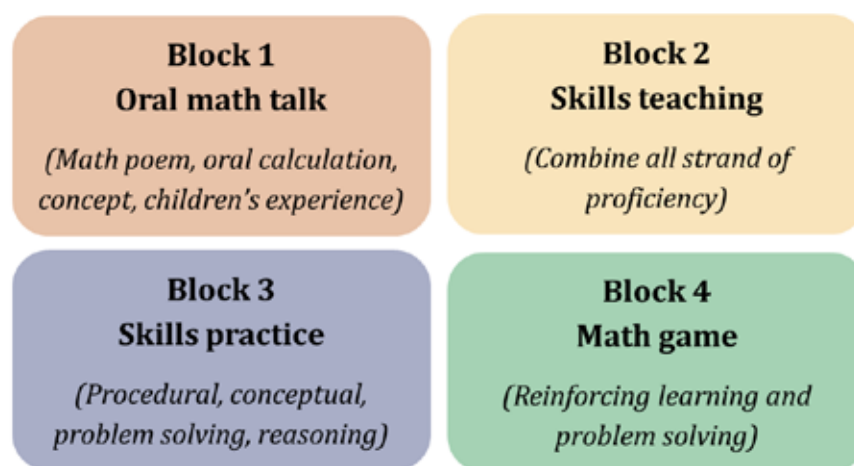 Block 1
Oral math talk
(Math poem, oral calculation,
concept, children’s experience)
Block 2
Skills teaching
(Combine all strand of
proficiency)
Block 3
Skills practice
(Procedural, conceptual,
problem solving, reasoning)
Block 4
Math game
(Reinforcing learning and
problem solving)